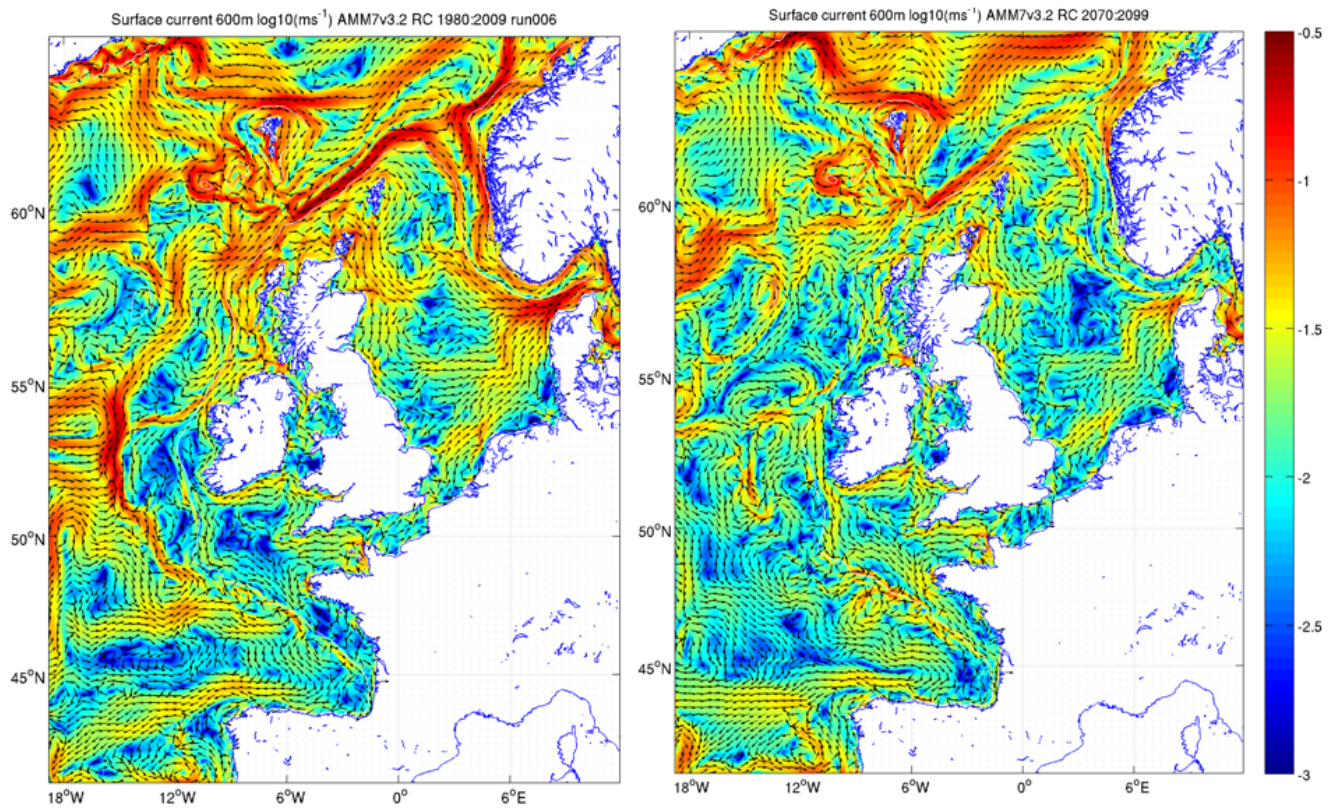 Surface current 600m log10(ms⁻¹) AMM7v3.2 RC 1980:2009 run006
Surface current 600m log10(ms⁻¹) AMM7v3.2 RC 2070:2099
60°N
55°N
50°N
45°N
18°W 12°W 6°W 0° 6°E
60°N
55°N
50°N
45°N
18°W 12°W 6°W 0° 6°E
-0.5
-1
-1.5
-2
-2.5
-3